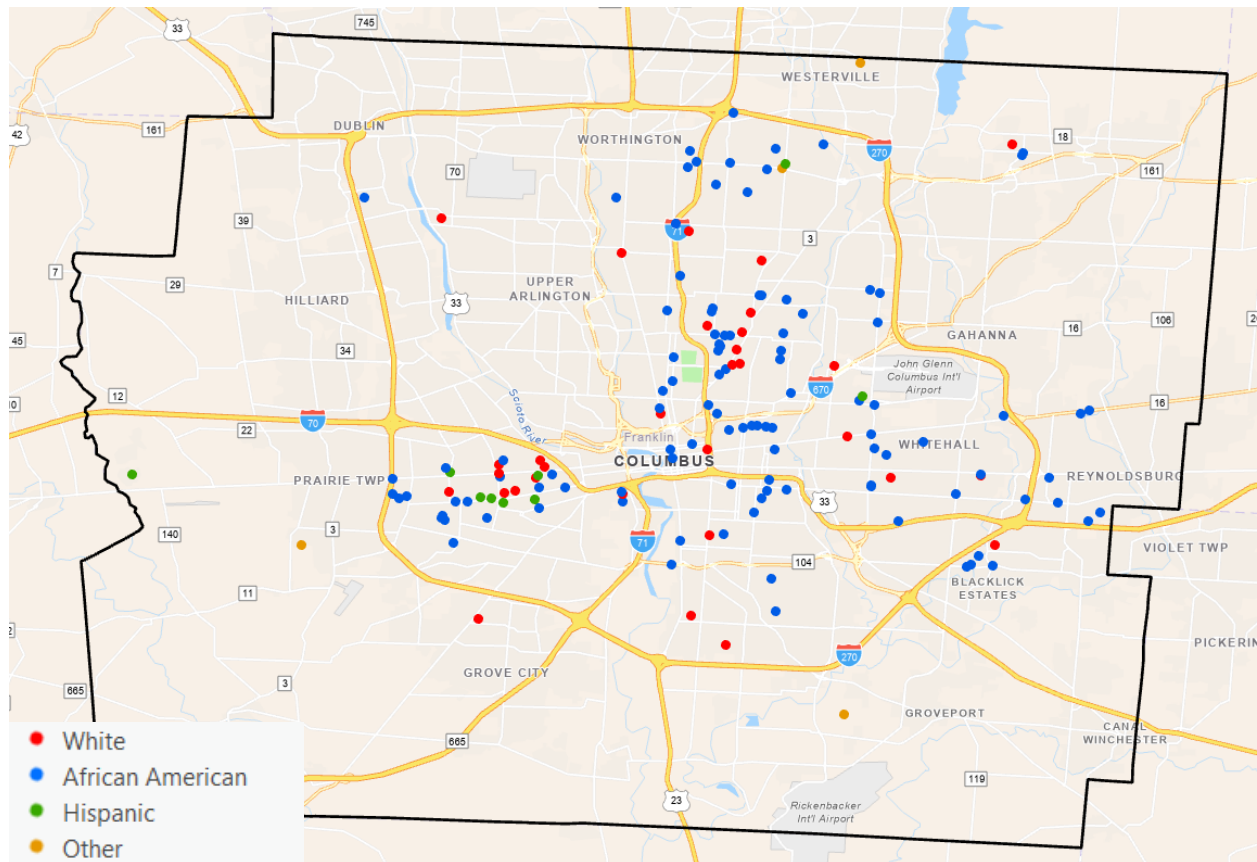 33
745
WESTERVILLE
DUBLIN
WORTHINGTON
42
161
270
18
70
161
39
71
3
7
29
UPPER
ARLINGTON
33
HILLIARD
106
GAHANNA
16
45
34
John Glenn
Columbus Int'l
Airport
670
12
Scioto River
16
70
22
Franklin
WHITEHALL
COLUMBUS
PRAIRIE TWP
REYNOLDSBURG
33
3
140
71
VIOLET TWP
104
11
BLACKLICK
ESTATES
PICKERIN
270
GROVE CITY
3
665
GROVEPORT
CANAL
WINCHESTER
665
119
23
Rickenbacker
Int'l Airport
White
African American
Hispanic
Other